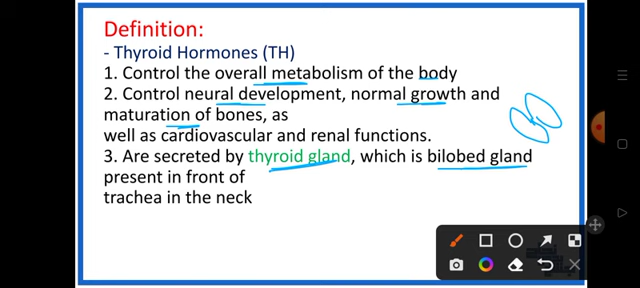 Definition:
- Thyroid Hormones (TH)
1. Control the overall metabolism of the body
2. Control neural development, normal growth and
maturation of bones, as
well as cardiovascular and renal functions.
3. Are secreted by thyroid gland, which is bilobed gland
present in front of
trachea in the neck